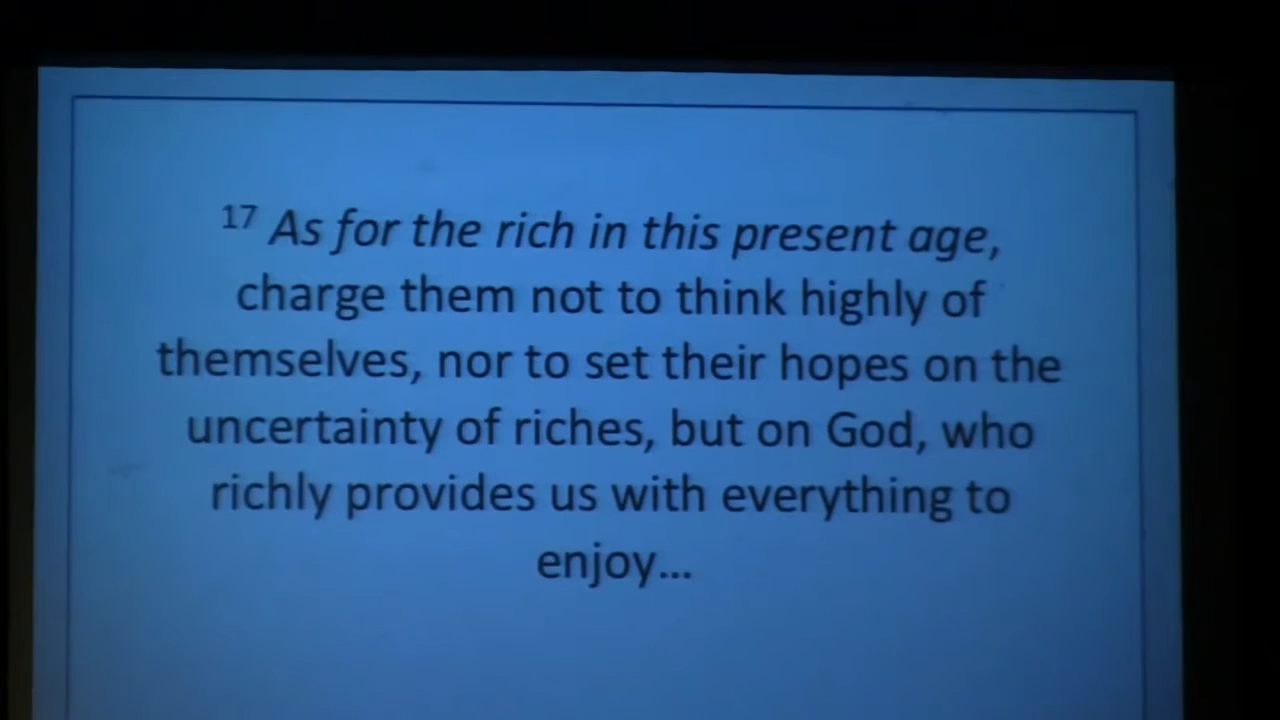 17 As for the rich in this present age,
charge them not to think highly of
themselves, nor to set their hopes on the
uncertainty of riches, but on God, who
richly provides us with everything to
enjoy...